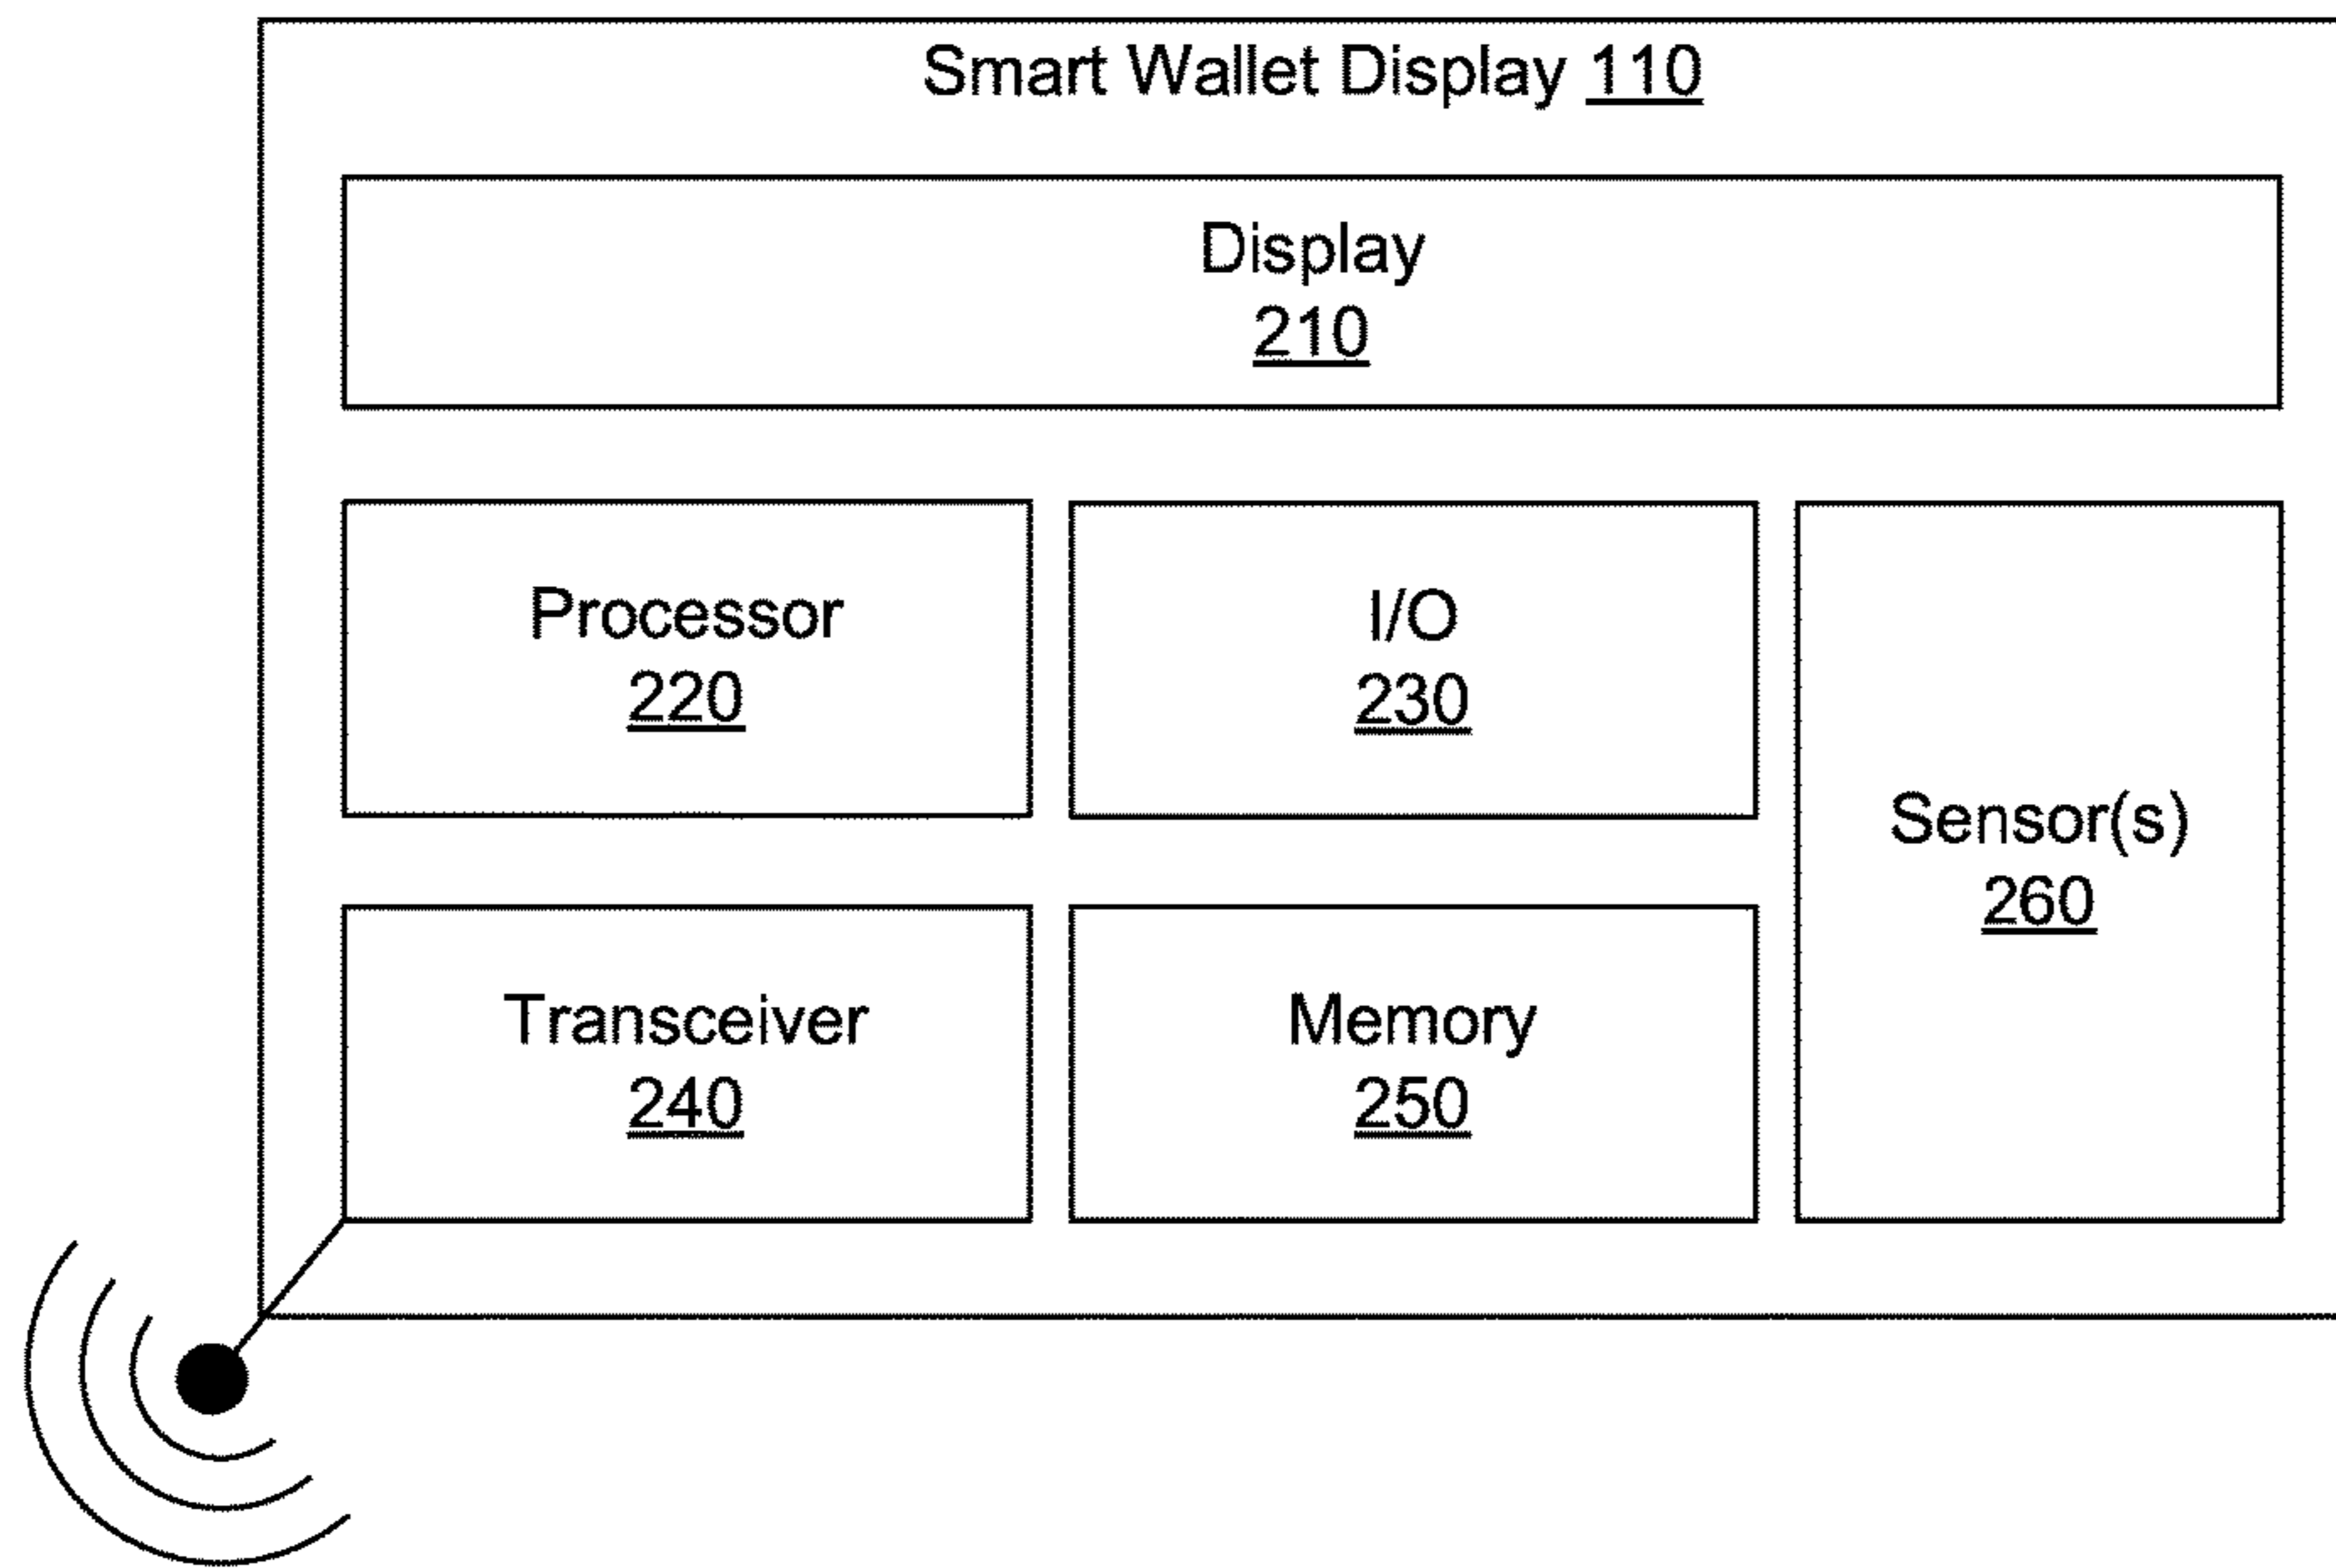 Smart Wallet Display 110
Display
210
Processor
220
I/O
230
Sensor(s)
260
Transceiver
240
Memory
250